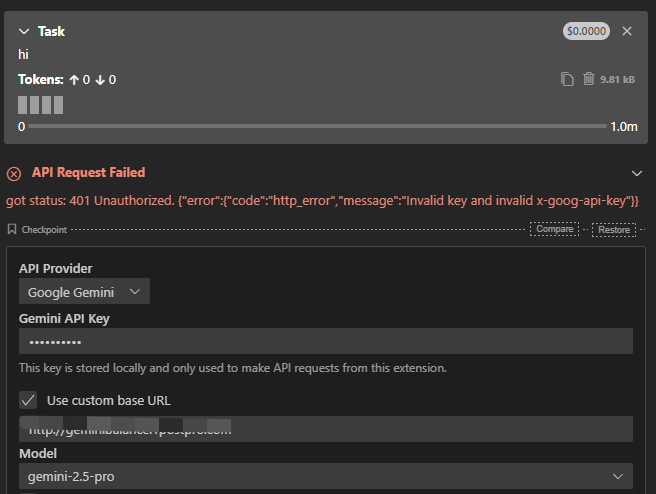 Task
$0.0000
hi
Tokens: ↑ 0 ↓ 0
9.81 kB
0
1.0m
API Request Failed
got status: 401 Unauthorized. {"error":{"code":"http_error","message":"Invalid key and invalid x-goog-api-key"}}
Checkpoint
Compare
Restore
API Provider
Google Gemini
Gemini API Key
••••••••••
This key is stored locally and only used to make API requests from this extension.
Use custom base URL
Model
gemini-2.5-pro